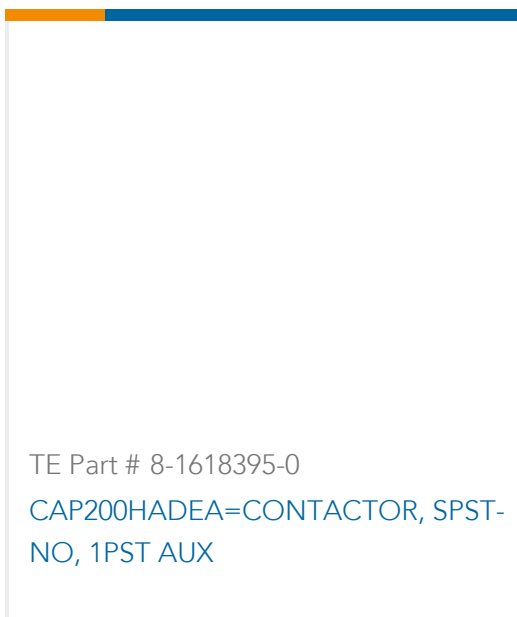 TE Part # 8-1618395-0
CAP200HADEA=CONTACTOR, SPST-
NO, 1PST AUX